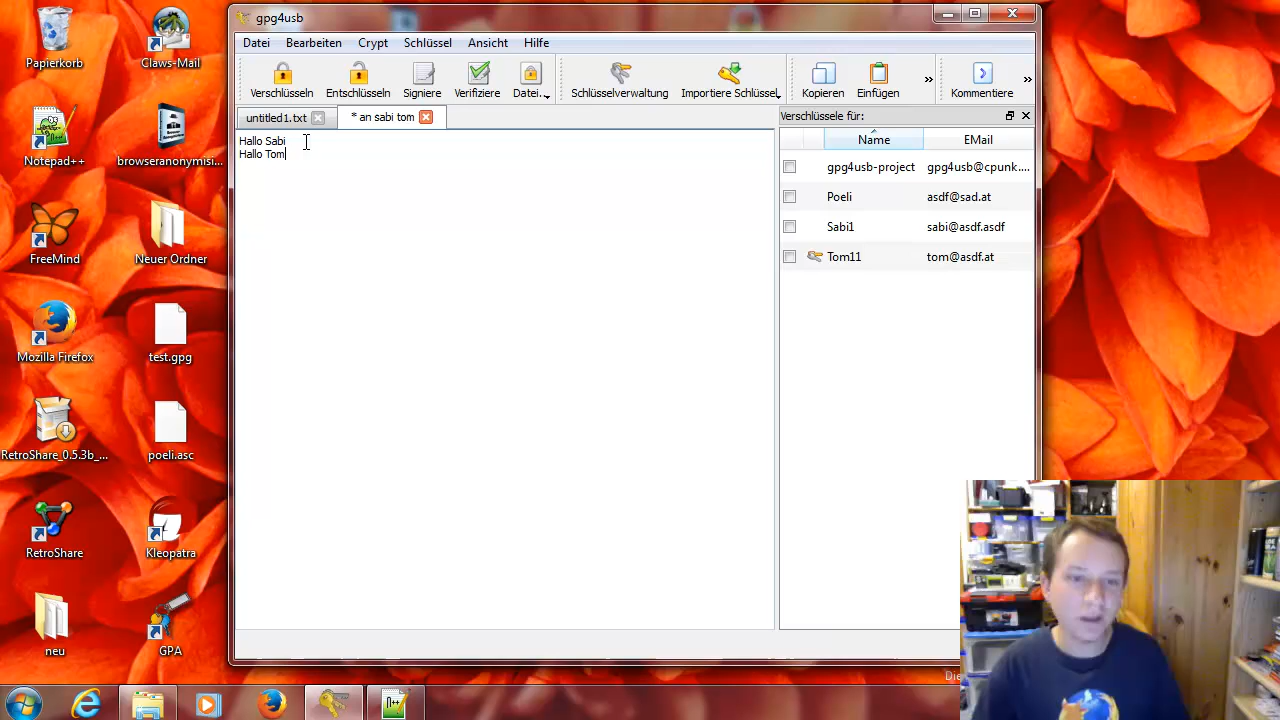 gpg4usb
Datei Bearbeiten Crypt Schlüssel Ansicht Hilfe
Verschlüsseln Entschlüsseln Signiere Verifiziere Datei.. Schlüsselverwaltung Importiere Schlüssel Kopieren Einfügen » Kommentiere »
untitled1.txt * an sabi tom
Verschlüssele für:
Hallo Sabi
Hallo Tom
Name EMail
gpg4usb-project gpg4usb@cpunk....
Poeli asdf@sad.at
Sabi1 sabi@asdf.asdf
Tom11 tom@asdf.at
Papierkorb
Claws-Mail
Notepad++
browseranonymisi...
FreeMind
Neuer Ordner
Mozilla Firefox
test.gpg
RetroShare_0.5.3b_...
poeli.asc
RetroShare
Kleopatra
neu
GPA
Die